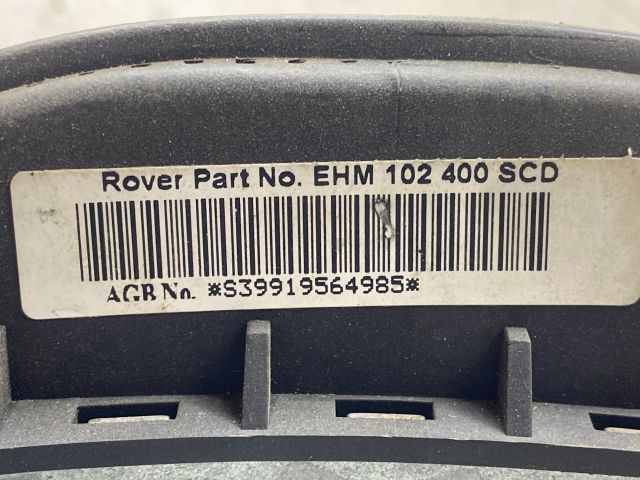 Rover Part No. EHM 102 400 SCD
AGB No. *S39919564985*